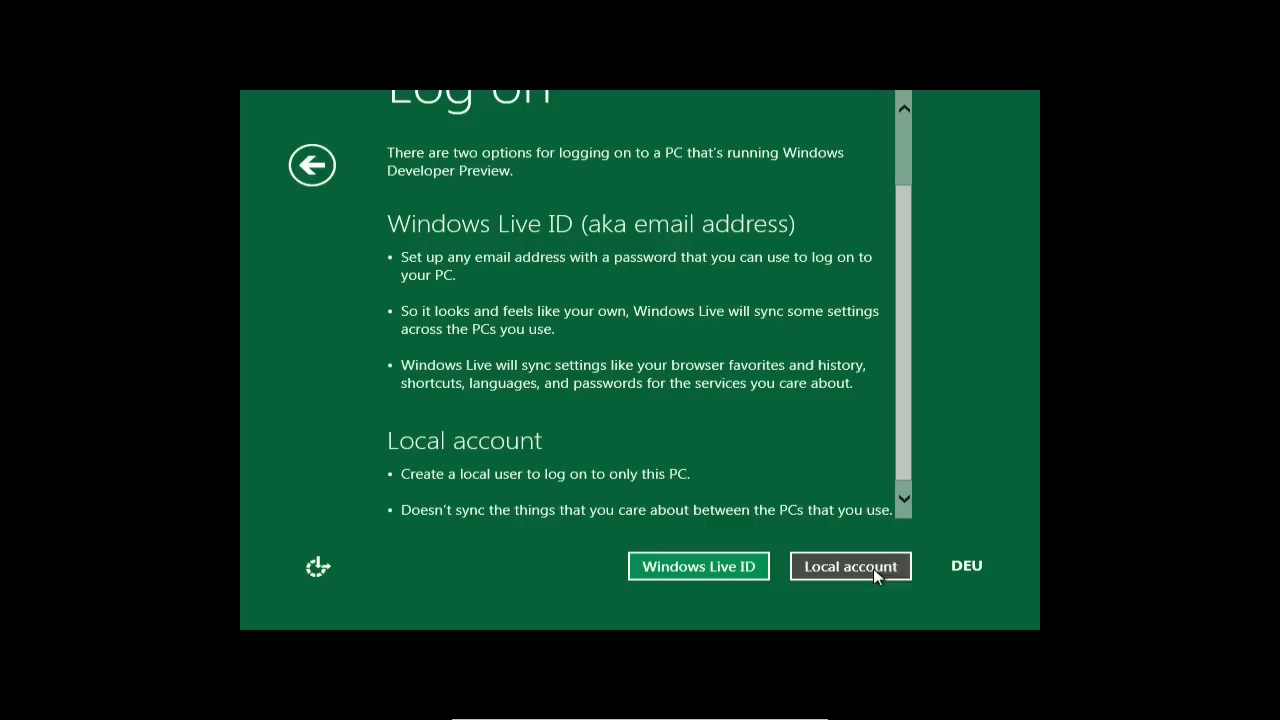 Log on
There are two options for logging on to a PC that's running Windows
Developer Preview.
Windows Live ID (aka email address)
• Set up any email address with a password that you can use to log on to
your PC.
• So it looks and feels like your own, Windows Live will sync some settings
across the PCs you use.
• Windows Live will sync settings like your browser favorites and history,
shortcuts, languages, and passwords for the services you care about.
Local account
• Create a local user to log on to only this PC.
• Doesn't sync the things that you care about between the PCs that you use.
Windows Live ID
Local account
DEU